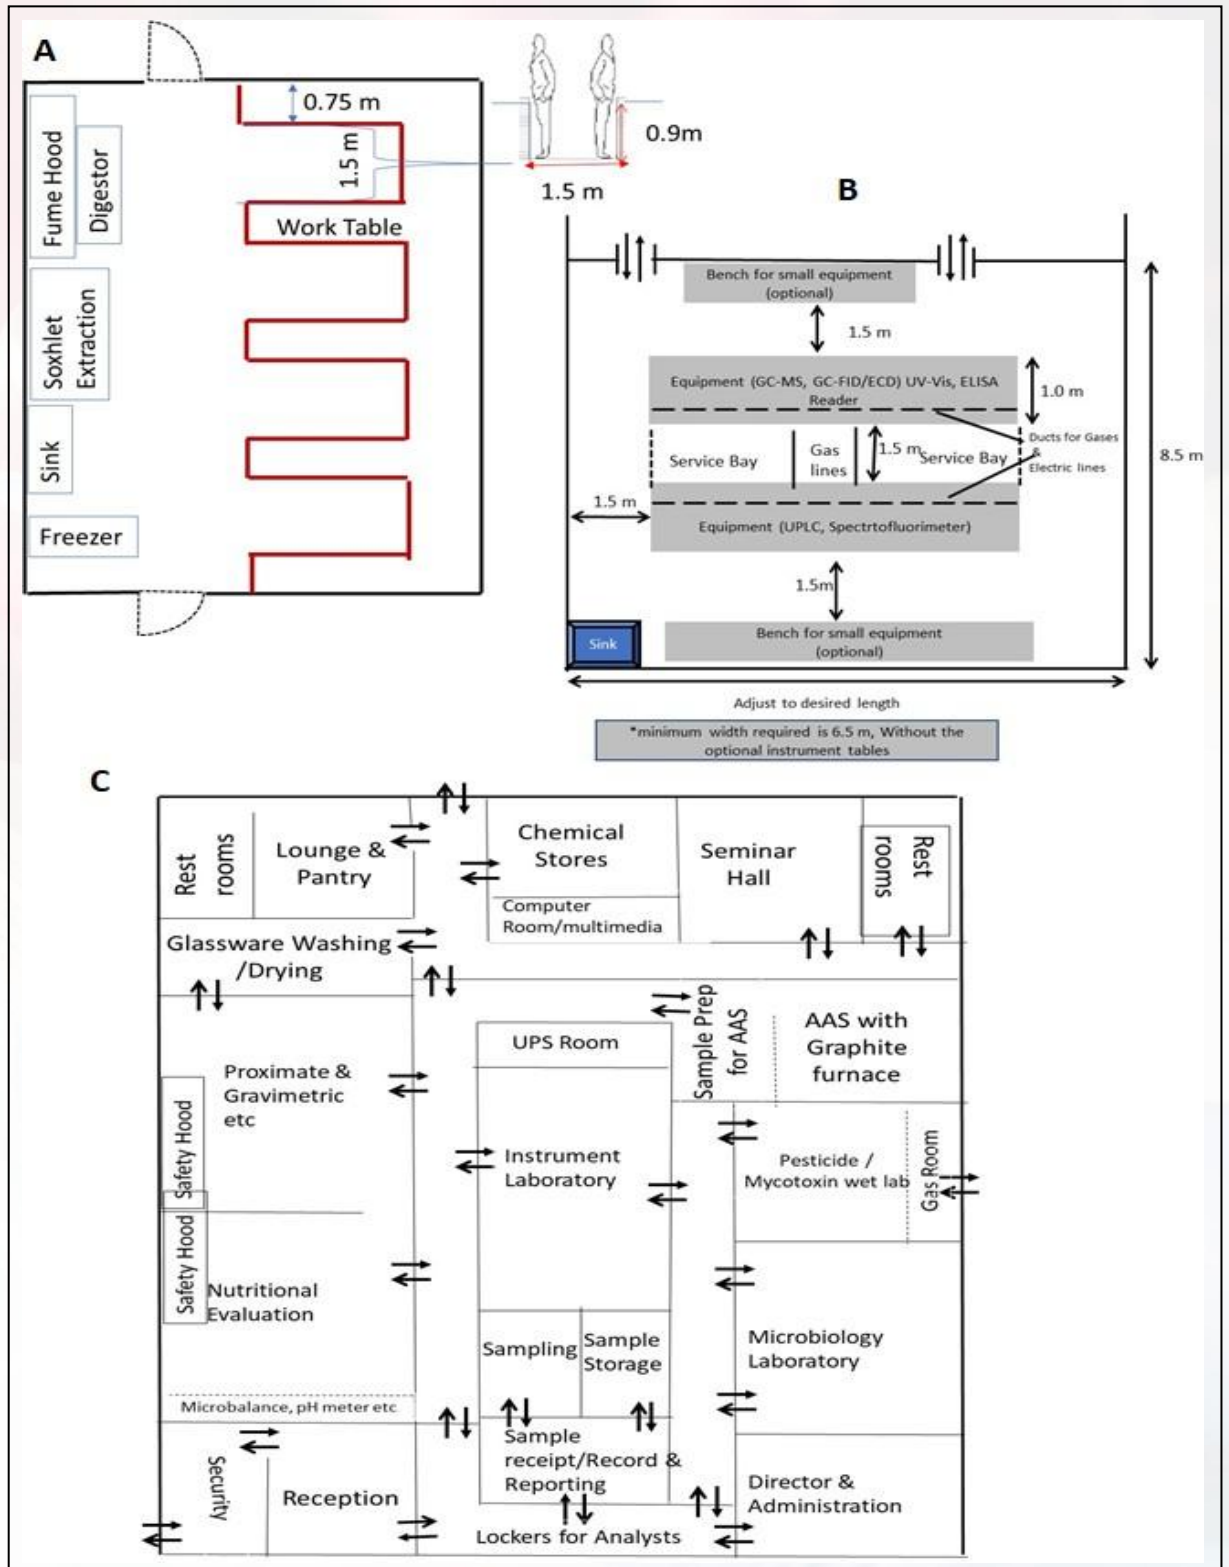 A
0.75 m
1.5 m
Work Table
Fume Hood
Digestor
Soxhlet
Extraction
Sink
Freezer
0.9m
1.5 m
B
Bench for small equipment
(optional)
1.5 m
Equipment (GC-MS, GC-FID/ECD) UV-Vis, ELISA
Reader
1.0 m
Service Bay
Gas
lines
1.5 m
Service Bay
Ducts for Gases
&
Electric lines
8.5 m
1.5 m
Equipment (UPLC, Spectrtofluorimeter)
1.5m
Sink
Bench for small equipment
(optional)
Adjust to desired length
*minimum width required is 6.5 m, Without the
optional instrument tables
C
Rest
rooms
Lounge &
Pantry
Chemical
Stores
Computer
Room/multimedia
Seminar
Hall
Rest
rooms
Glassware Washing
/Drying
Sample Prep
for AAS
AAS with
Graphite
furnace
UPS Room
Proximate &
Gravimetric
etc
Safety Hood
Instrument
Laboratory
Pesticide /
Mycotoxin wet lab
Gas Room
Safety Hood
Nutritional
Evaluation
Sampling
Sample
Storage
Microbiology
Laboratory
Microbalance, pH meter etc
Sample
receipt/Record &
Reporting
Security
Reception
Director &
Administration
Lockers for Analysts